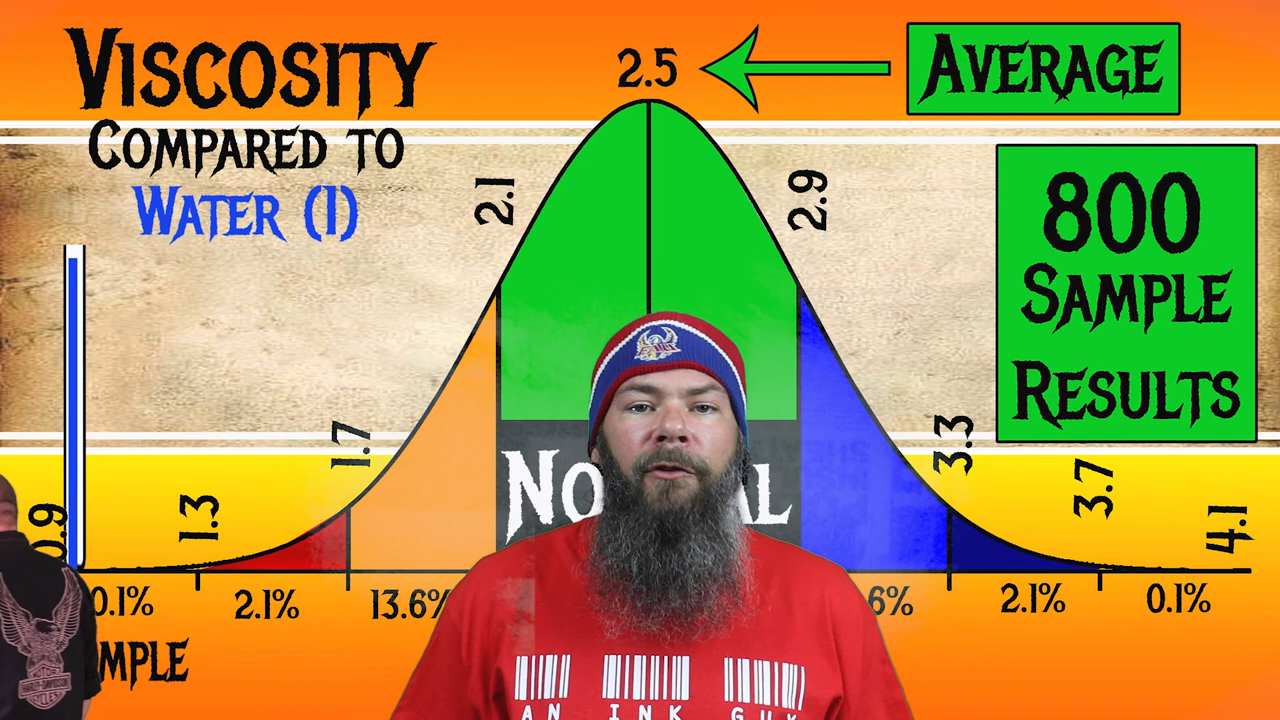 VISCOSITY
COMPARED TO
WATER (1)
2.5
AVERAGE
800
SAMPLE
RESULTS
2.1
2.9
1.7
3.3
1.3
3.7
0.9
4.1
0.1%
2.1%
13.6%
2.1%
0.1%
AN INK GUY